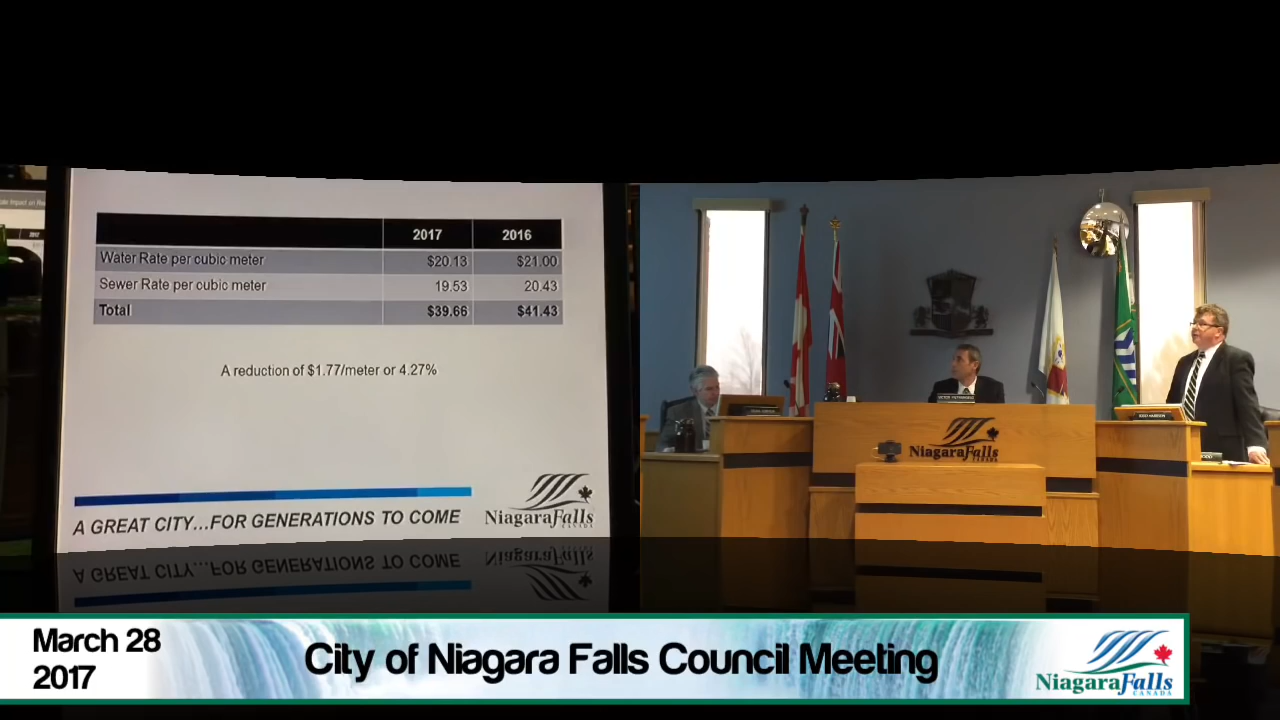 2017 2016
Water Rate per cubic meter $20.13 $21.00
Sewer Rate per cubic meter 19.53 20.43
Total $39.66 $41.43
A reduction of $1.77/meter or 4.27%
A GREAT CITY...FOR GENERATIONS TO COME
NiagaraFalls
CANADA
NiagaraFalls
CANADA
March 28
2017
City of Niagara Falls Council Meeting
NiagaraFalls
CANADA